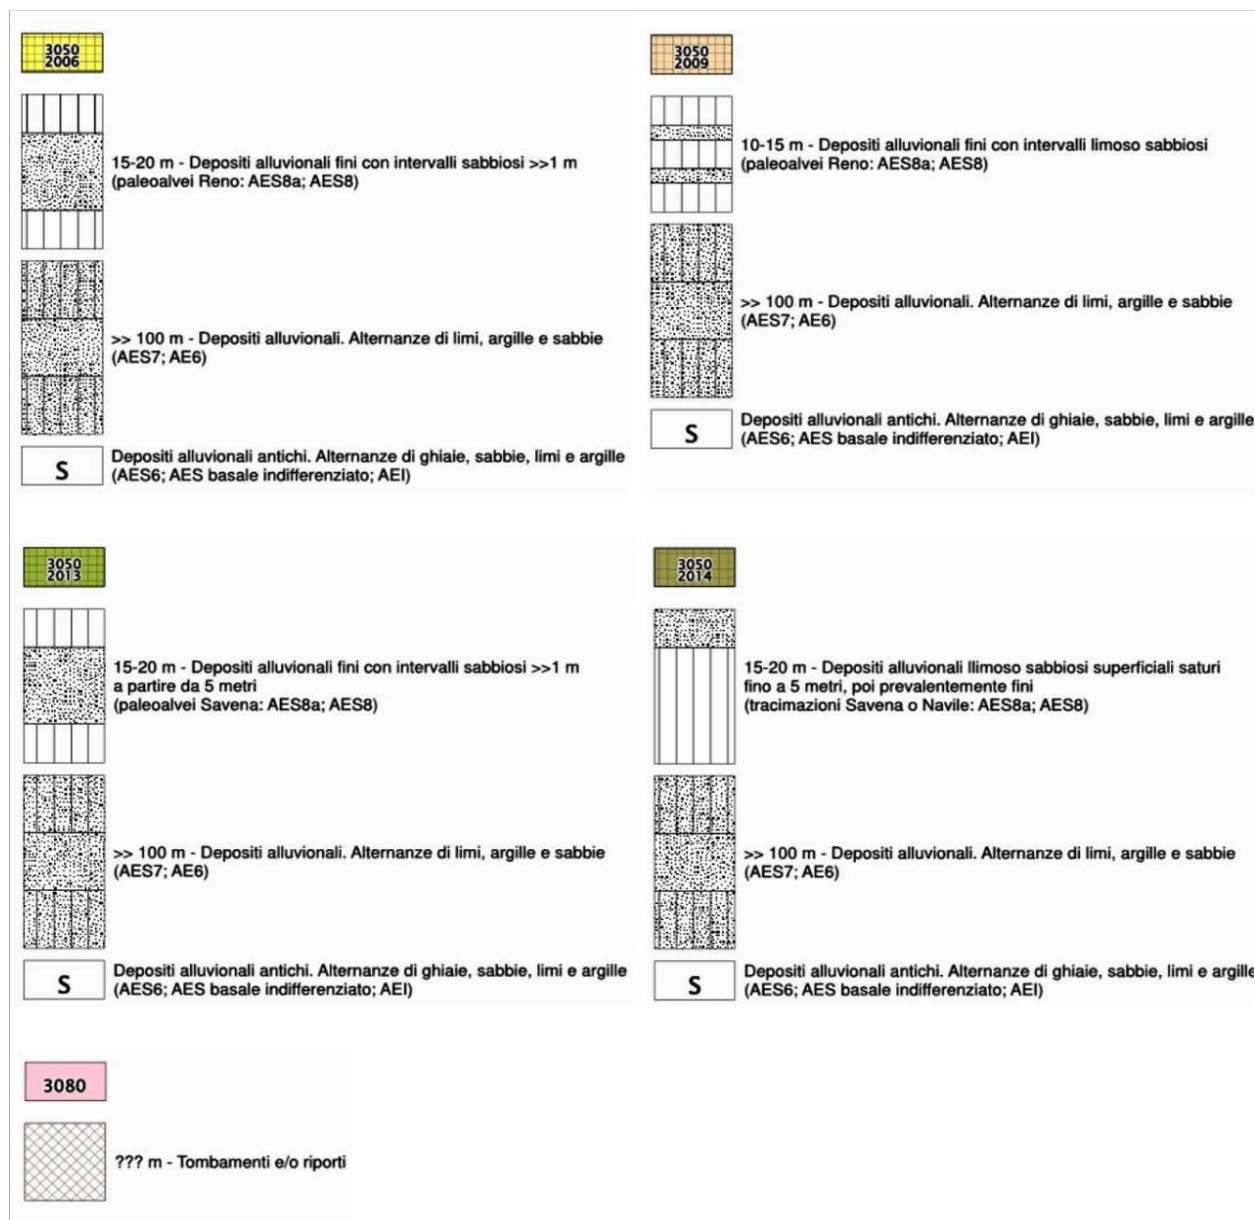 3050
2006
15-20 m - Depositi alluvionali fini con intervalli sabbiosi >>1 m
(paleoalvei Reno: AES8a; AES8)
>> 100 m - Depositi alluvionali. Alternanze di limi, argille e sabbie
(AES7; AE6)
S
Depositi alluvionali antichi. Alternanze di ghiaie, sabbie, limi e argille
(AES6; AES basale indifferenziato; AEI)
3050
2009
10-15 m - Depositi alluvionali fini con intervalli limoso sabbiosi
(paleoalvei Reno: AES8a; AES8)
>> 100 m - Depositi alluvionali. Alternanze di limi, argille e sabbie
(AES7; AE6)
S
Depositi alluvionali antichi. Alternanze di ghiaie, sabbie, limi e argille
(AES6; AES basale indifferenziato; AEI)
3050
2013
15-20 m - Depositi alluvionali fini con intervalli sabbiosi >>1 m
a partire da 5 metri
(paleoalvei Savena: AES8a; AES8)
>> 100 m - Depositi alluvionali. Alternanze di limi, argille e sabbie
(AES7; AE6)
S
Depositi alluvionali antichi. Alternanze di ghiaie, sabbie, limi e argille
(AES6; AES basale indifferenziato; AEI)
3050
2014
15-20 m - Depositi alluvionali Llimoso sabbiosi superficiali saturi
fino a 5 metri, poi prevalentemente fini
(tracimazioni Savena o Navile: AES8a; AES8)
>> 100 m - Depositi alluvionali. Alternanze di limi, argille e sabbie
(AES7; AE6)
S
Depositi alluvionali antichi. Alternanze di ghiaie, sabbie, limi e argille
(AES6; AES basale indifferenziato; AEI)
3080
??? m - Tombamenti e/o riporti